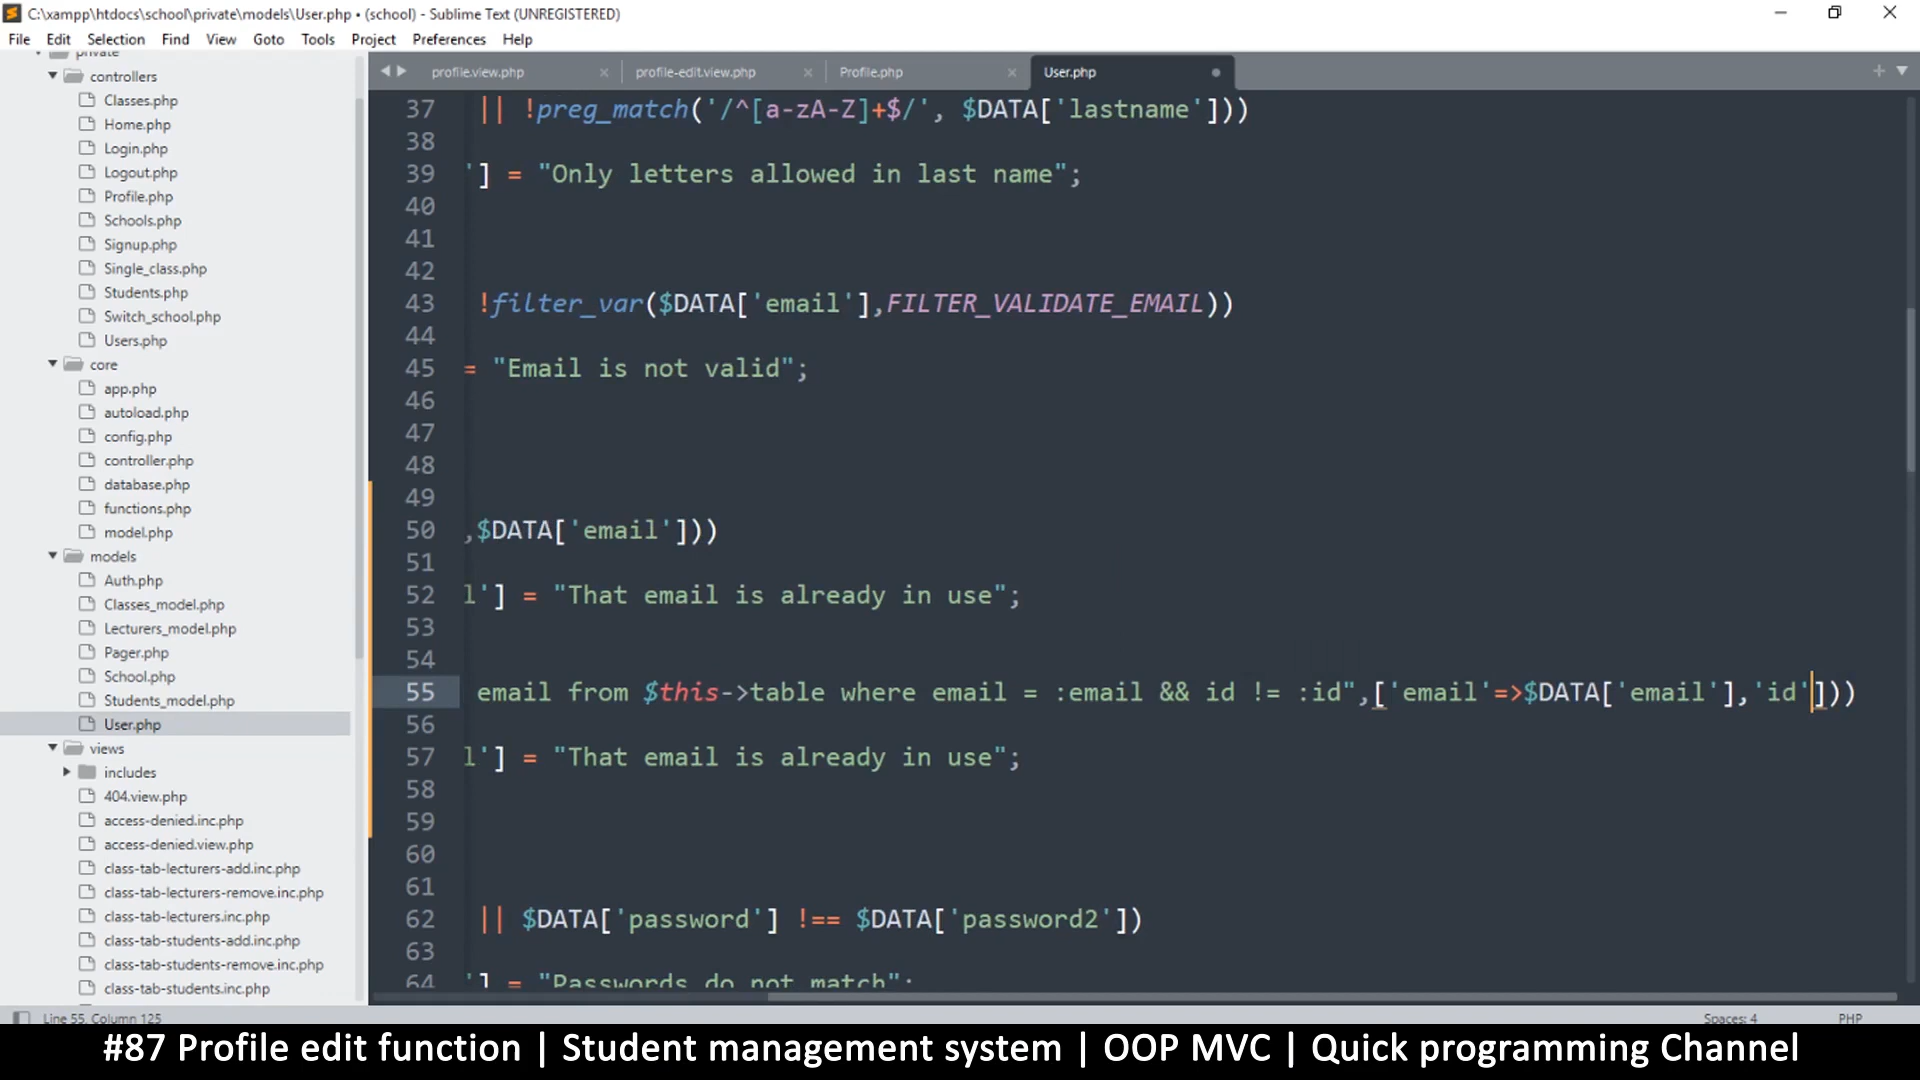 C:\xampp\htdocs\school\private\models\User.php • (school) - Sublime Text (UNREGISTERED)
File Edit Selection Find View Goto Tools Project Preferences Help
private
controllers
Classes.php
Home.php
Login.php
Logout.php
Profile.php
Schools.php
Signup.php
Single_class.php
Students.php
Switch_school.php
Users.php
core
app.php
autoload.php
config.php
controller.php
database.php
functions.php
model.php
models
Auth.php
Classes_model.php
Lecturers_model.php
Pager.php
School.php
Students_model.php
User.php
views
includes
404.view.php
access-denied.inc.php
access-denied.view.php
class-tab-lecturers-add.inc.php
class-tab-lecturers-remove.inc.php
class-tab-lecturers.inc.php
class-tab-students-add.inc.php
class-tab-students-remove.inc.php
class-tab-students.inc.php
profile.view.php profile-edit.view.php Profile.php User.php
37 || !preg_match('/^[a-zA-Z]+$/', $DATA['lastname']))
38
39 '] = "Only letters allowed in last name";
40
41
42
43 !filter_var($DATA['email'],FILTER_VALIDATE_EMAIL))
44
45 = "Email is not valid";
46
47
48
49
50 ,$DATA['email']))
51
52 l'] = "That email is already in use";
53
54
55 email from $this->table where email = :email && id != :id",['email'=>$DATA['email'],'id']))
56
57 l'] = "That email is already in use";
58
59
60
61
62 || $DATA['password'] !== $DATA['password2'])
63
64 '] = "Passwords do not match";
Line 55, Column 125 Spaces: 4 PHP
#87 Profile edit function | Student management system | OOP MVC | Quick programming Channel